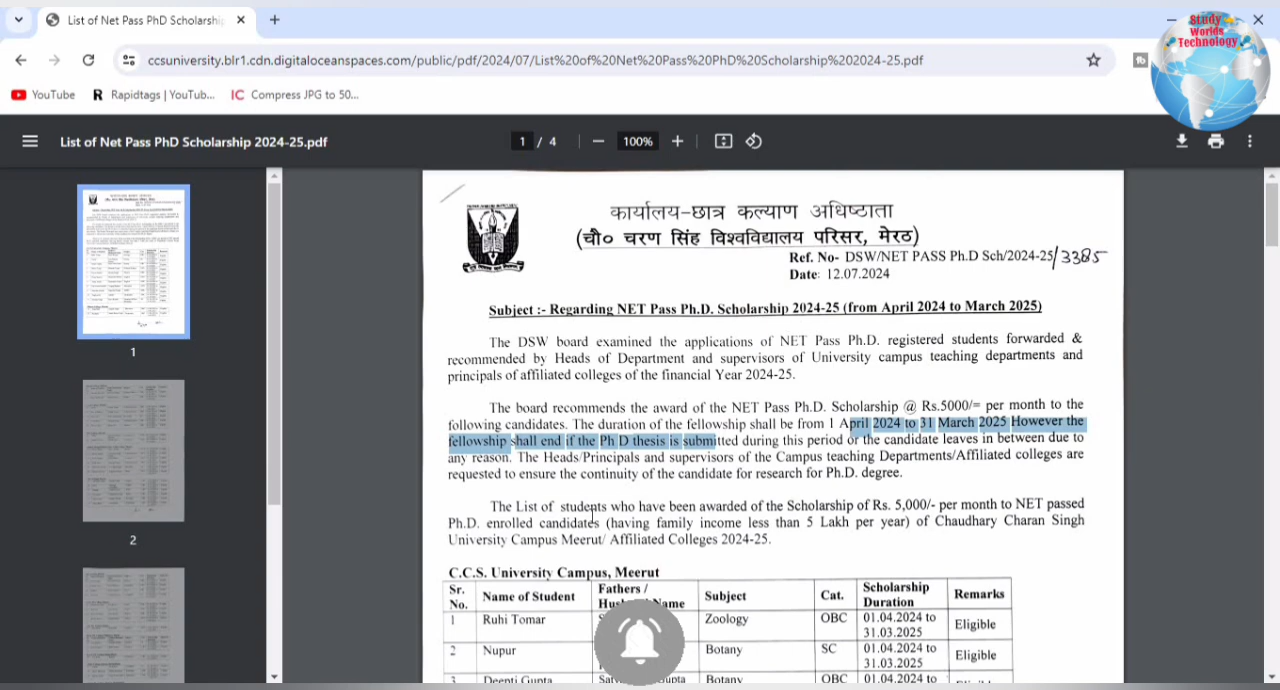 List of Net Pass PhD Scholarship
Study
Worlds
Technology
ccsuniversity.blr1.cdn.digitaloceanspaces.com/public/pdf/2024/07/List%20of%20Net%20Pass%20PhD%20Scholarship%202024-25.pdf
YouTube
Rapidtags | YouTub...
IC Compress JPG to 50...
List of Net Pass PhD Scholarship 2024-25.pdf
1 / 4
100%
1
2
कार्यालय-छात्र कल्याण अधिष्ठाता
(चौ० चरण सिंह विश्वविद्यालय परिसर, मेरठ)
Ref. No- DSW/NET PASS Ph.D Sch/2024-25/3385
Date: 12.07.2024
Subject :- Regarding NET Pass Ph.D. Scholarship 2024-25 (from April 2024 to March 2025)
The DSW board examined the applications of NET Pass Ph.D. registered students forwarded &
recommended by Heads of Department and supervisors of University campus teaching departments and
principals of affiliated colleges of the financial Year 2024-25.
The board recommends the award of the NET Pass Ph.D. Scholarship @ Rs.5000/= per month to the
following candidates. The duration of the fellowship shall be from 1 April 2024 to 31 March 2025 However the
fellowship shall end if the Ph D thesis is submitted during this period or the candidate leaves in between due to
any reason. The Heads/Principals and supervisors of the Campus teaching Departments/Affiliated colleges are
requested to ensure the continuity of the candidate for research for Ph.D. degree.
The List of students who have been awarded of the Scholarship of Rs. 5,000/- per month to NET passed
Ph.D. enrolled candidates (having family income less than 5 Lakh per year) of Chaudhary Charan Singh
University Campus Meerut/ Affiliated Colleges 2024-25.
C.C.S. University Campus, Meerut
Sr. No. Name of Student Fathers / Name Subject Cat. Scholarship Duration Remarks
1 Ruhi Tomar Zoology OBC 01.04.2024 to 31.03.2025 Eligible
2 Nupur Botany SC 01.04.2024 to 31.03.2025 Eligible
3 Deepti Gupta Botany OBC 01.04.2024 to